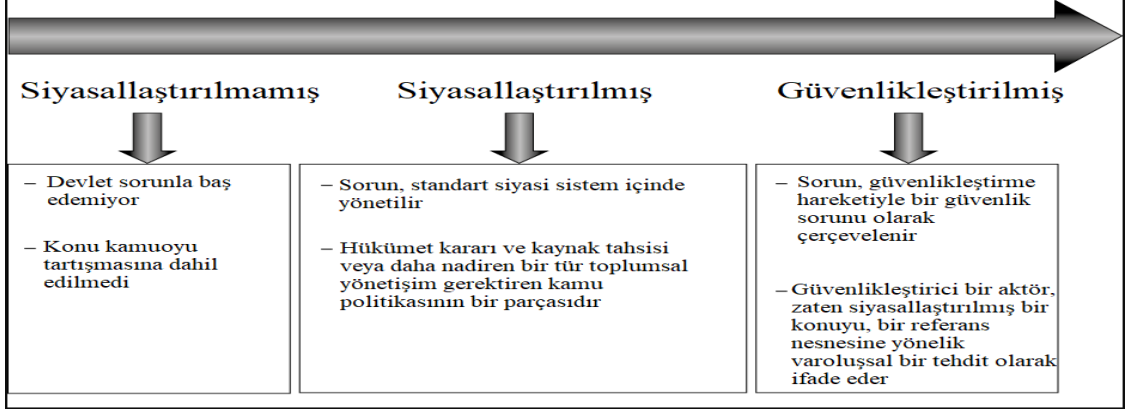 Siyasallaştırılmamış
Siyasallaştırılmış
Güvenlikleştirilmiş
– Devlet sorunla baş
edemiyor
– Konu kamuoyu
tartışmasına dahil
edilmedi
– Sorun, standart siyasi sistem içinde
yönetilir
– Hükümet kararı ve kaynak tahsisi
veya daha nadiren bir tür toplumsal
yönetişim gerektiren kamu
politikasının bir parçasıdır
– Sorun, güvenlikleştirme
hareketiyle bir güvenlik
sorunu olarak
çerçevelenir
– Güvenlikleştirici bir aktör,
zaten siyasallaştırılmış bir
konuyu, bir referans
nesnesine yönelik
varoluşsal bir tehdit olarak
ifade eder